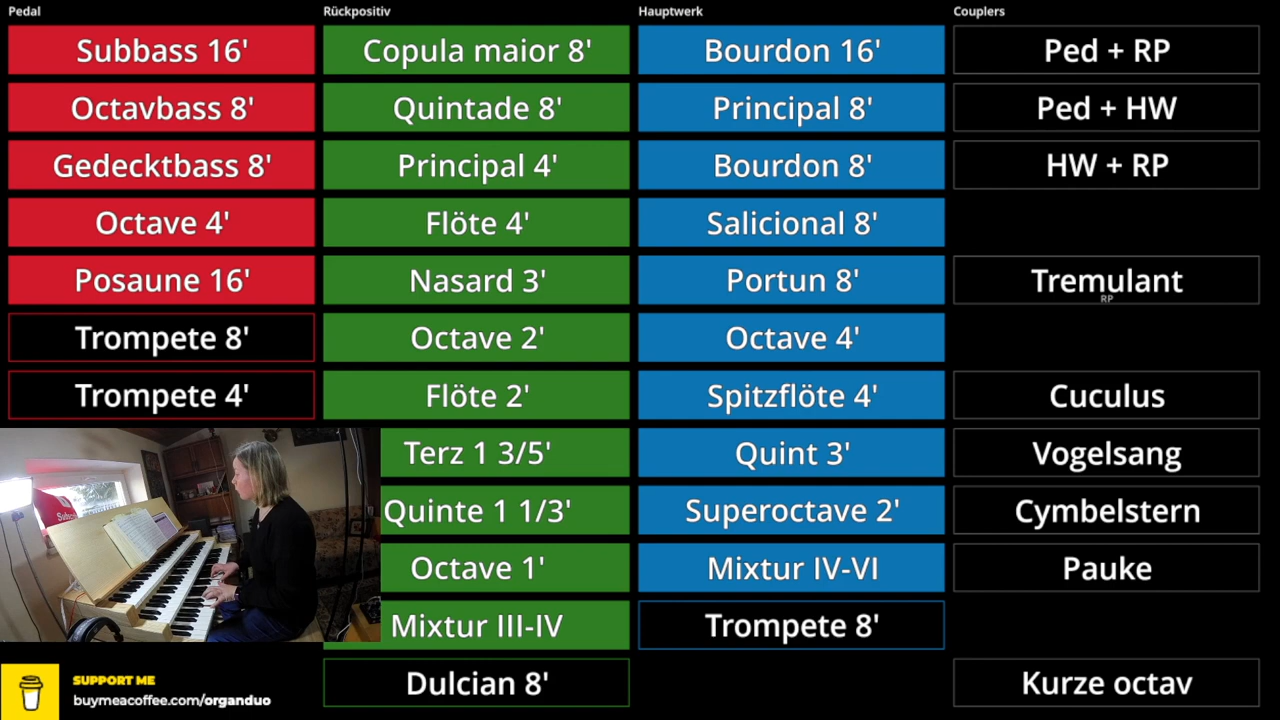 Pedal
Subbass 16'
Octavbass 8'
Gedecktbass 8'
Octave 4'
Posaune 16'
Trompete 8'
Trompete 4'
Rückpositiv
Copula maior 8'
Quintade 8'
Principal 4'
Flöte 4'
Nasard 3'
Octave 2'
Flöte 2'
Terz 1 3/5'
Quinte 1 1/3'
Octave 1'
Mixtur III-IV
Dulcian 8'
Hauptwerk
Bourdon 16'
Principal 8'
Bourdon 8'
Salicional 8'
Portun 8'
Octave 4'
Spitzflöte 4'
Quint 3'
Superoctave 2'
Mixtur IV-VI
Trompete 8'
Couplers
Ped + RP
Ped + HW
HW + RP
Tremulant
RP
Cuculus
Vogelsang
Cymbelstern
Pauke
Kurze octav
SUPPORT ME
buymeacoffee.com/organduo